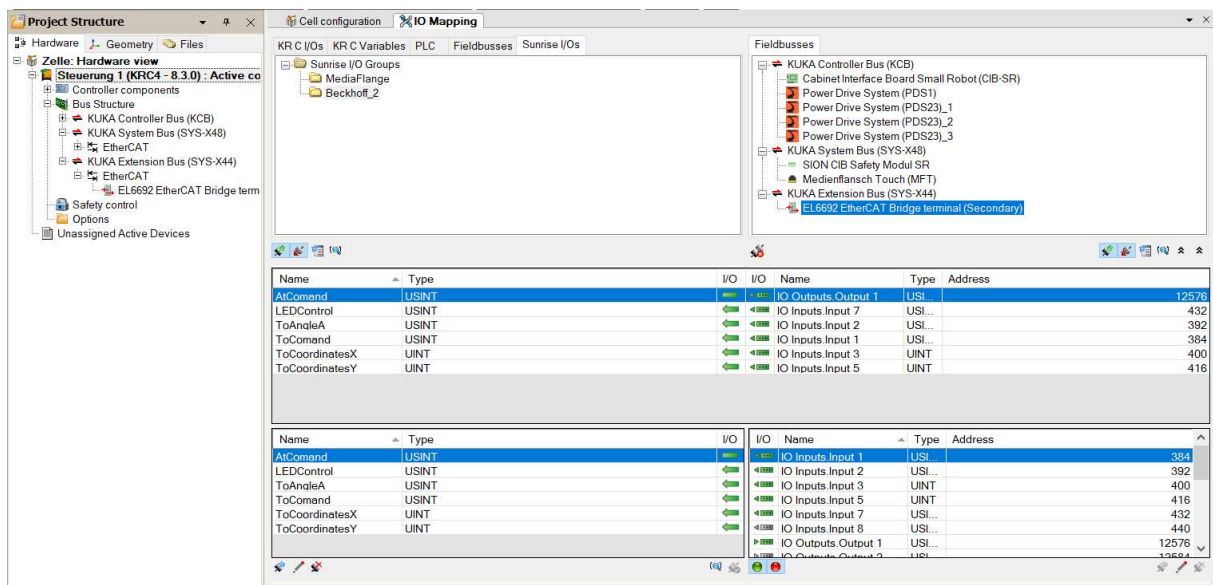 Project Structure
Hardware Geometry Files
Zelle: Hardware view
Steuerung 1 (KRC4 - 8.3.0) : Active co
Controller components
Bus Structure
KUKA Controller Bus (KCB)
KUKA System Bus (SYS-X48)
EtherCAT
KUKA Extension Bus (SYS-X44)
EtherCAT
EL6692 EtherCAT Bridge term
Safety control
Options
Unassigned Active Devices
Cell configuration IO Mapping
KR C I/Os KR C Variables PLC Fieldbusses Sunrise I/Os
Sunrise I/O Groups
MediaFlange
Beckhoff_2
Fieldbusses
KUKA Controller Bus (KCB)
Cabinet Interface Board Small Robot (CIB-SR)
Power Drive System (PDS1)
Power Drive System (PDS23)_1
Power Drive System (PDS23)_2
Power Drive System (PDS23)_3
KUKA System Bus (SYS-X48)
SION CIB Safety Modul SR
Medienflansch Touch (MFT)
KUKA Extension Bus (SYS-X44)
EL6692 EtherCAT Bridge terminal (Secondary)
Name Type I/O I/O Name Type Address
AtComand USINT IO Outputs.Output 1 USI... 12576
LEDControl USINT IO Inputs.Input 7 USI... 432
ToAngleA USINT IO Inputs.Input 2 USI... 392
ToComand USINT IO Inputs.Input 1 USI... 384
ToCoordinatesX UINT IO Inputs.Input 3 UINT 400
ToCoordinatesY UINT IO Inputs.Input 5 UINT 416
Name Type I/O I/O Name Type Address
AtComand USINT IO Inputs.Input 1 USI... 384
LEDControl USINT IO Inputs.Input 2 USI... 392
ToAngleA USINT IO Inputs.Input 3 UINT 400
ToComand USINT IO Inputs.Input 5 UINT 416
ToCoordinatesX UINT IO Inputs.Input 7 USI... 432
ToCoordinatesY UINT IO Inputs.Input 8 USI... 440
IO Outputs.Output 1 USI... 12576
IO Outputs.Output 2 USI... 12584